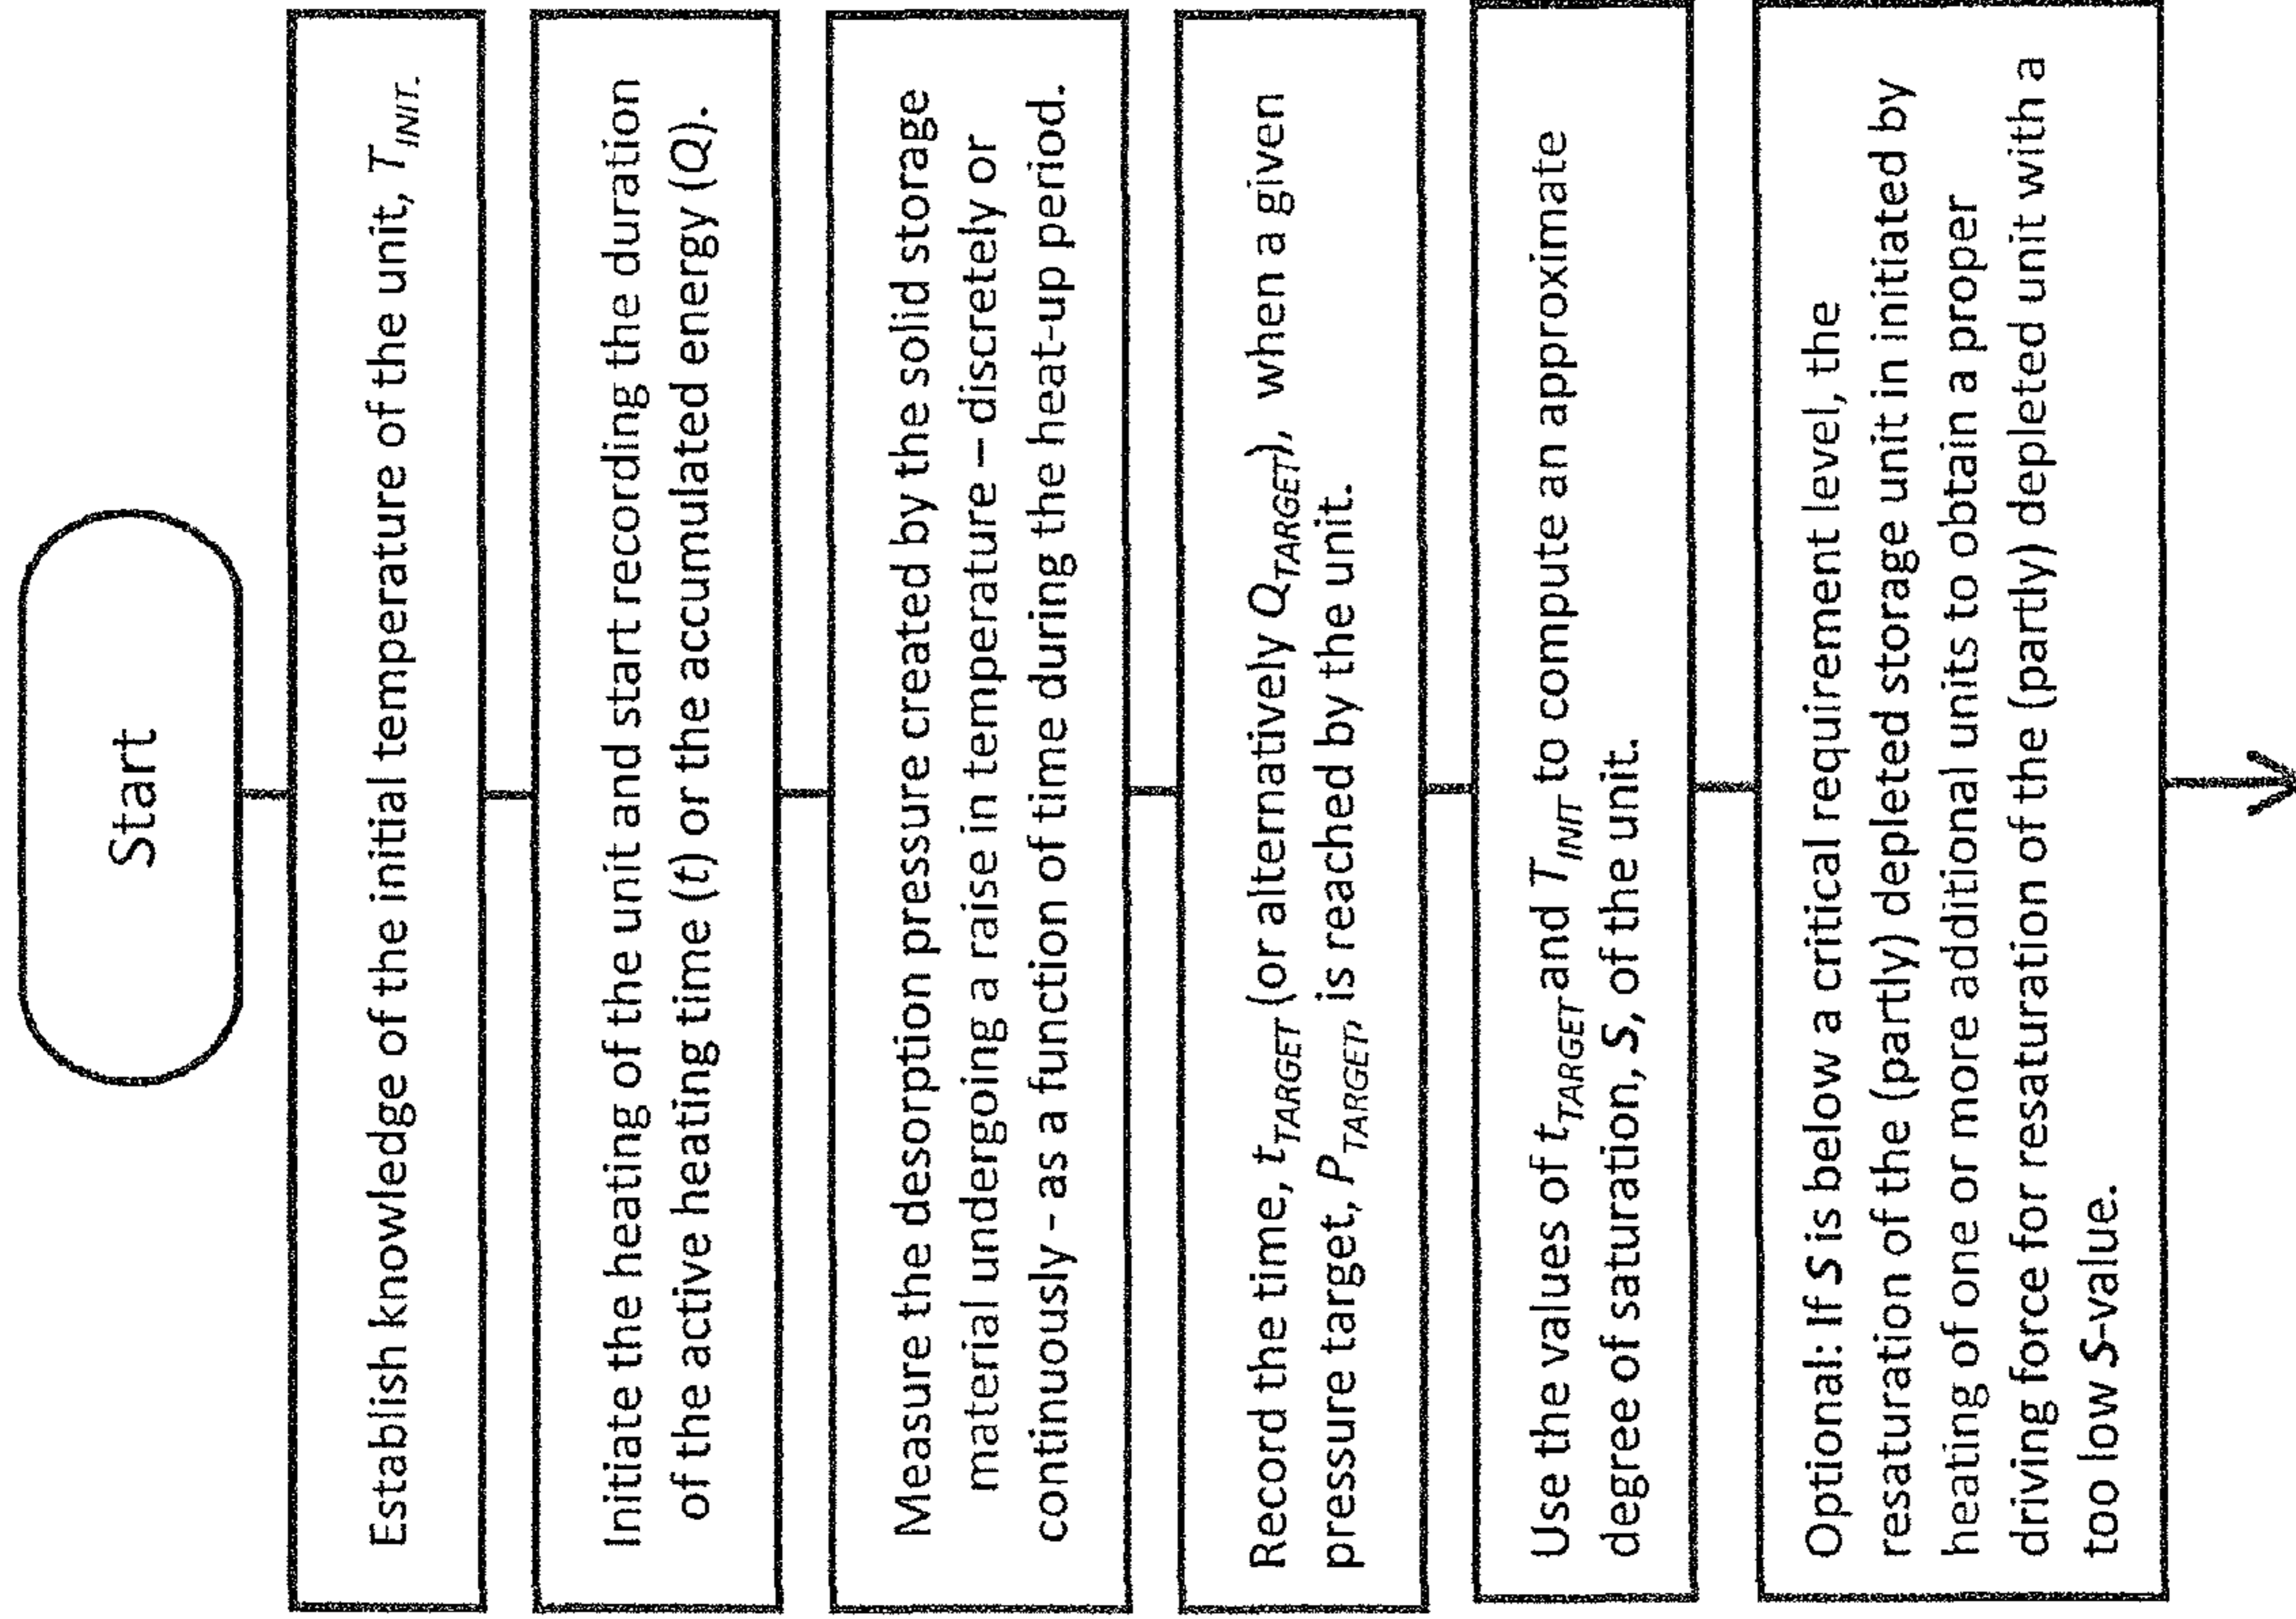 Start
Establish knowledge of the initial temperature of the unit, T_INIT.
Initiate the heating of the unit and start recording the duration
of the active heating time (t) or the accumulated energy (Q).
Measure the desorption pressure created by the solid storage
material undergoing a raise in temperature – discretely or
continuously - as a function of time during the heat-up period.
Record the time, t_TARGET (or alternatively Q_TARGET), when a given
pressure target, P_TARGET, is reached by the unit.
Use the values of t_TARGET and T_INIT to compute an approximate
degree of saturation, S, of the unit.
Optional: If S is below a critical requirement level, the
resaturation of the (partly) depleted storage unit in initiated by
heating of one or more additional units to obtain a proper
driving force for resaturation of the (partly) depleted unit with a
too low S-value.